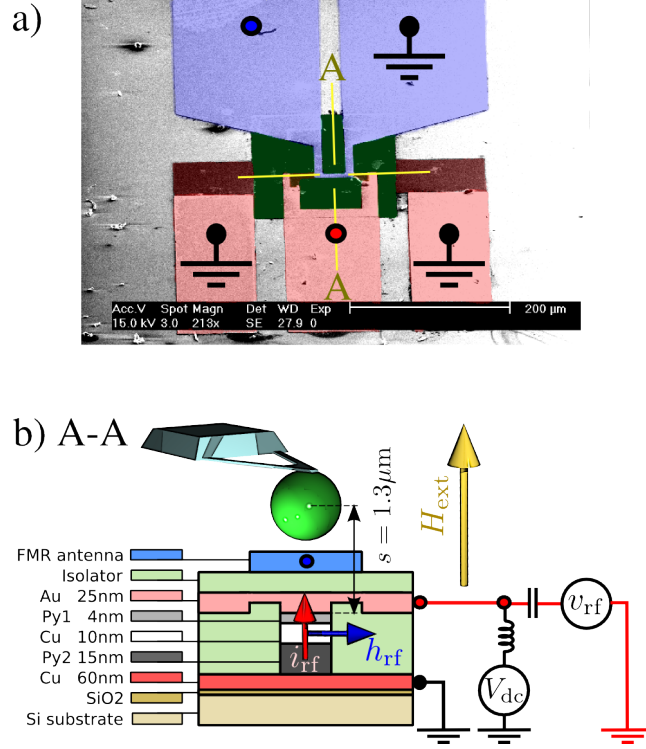 a)
A
A
Acc.V Spot Magn Det WD Exp
15.0 kV 3.0 213x SE 27.9 0
200 µm
b) A-A
s = 1.3µm
H_ext
FMR antenna
Isolator
Au 25nm
Py1 4nm
Cu 10nm
Py2 15nm
Cu 60nm
SiO2
Si substrate
i_rf
h_rf
v_rf
V_dc